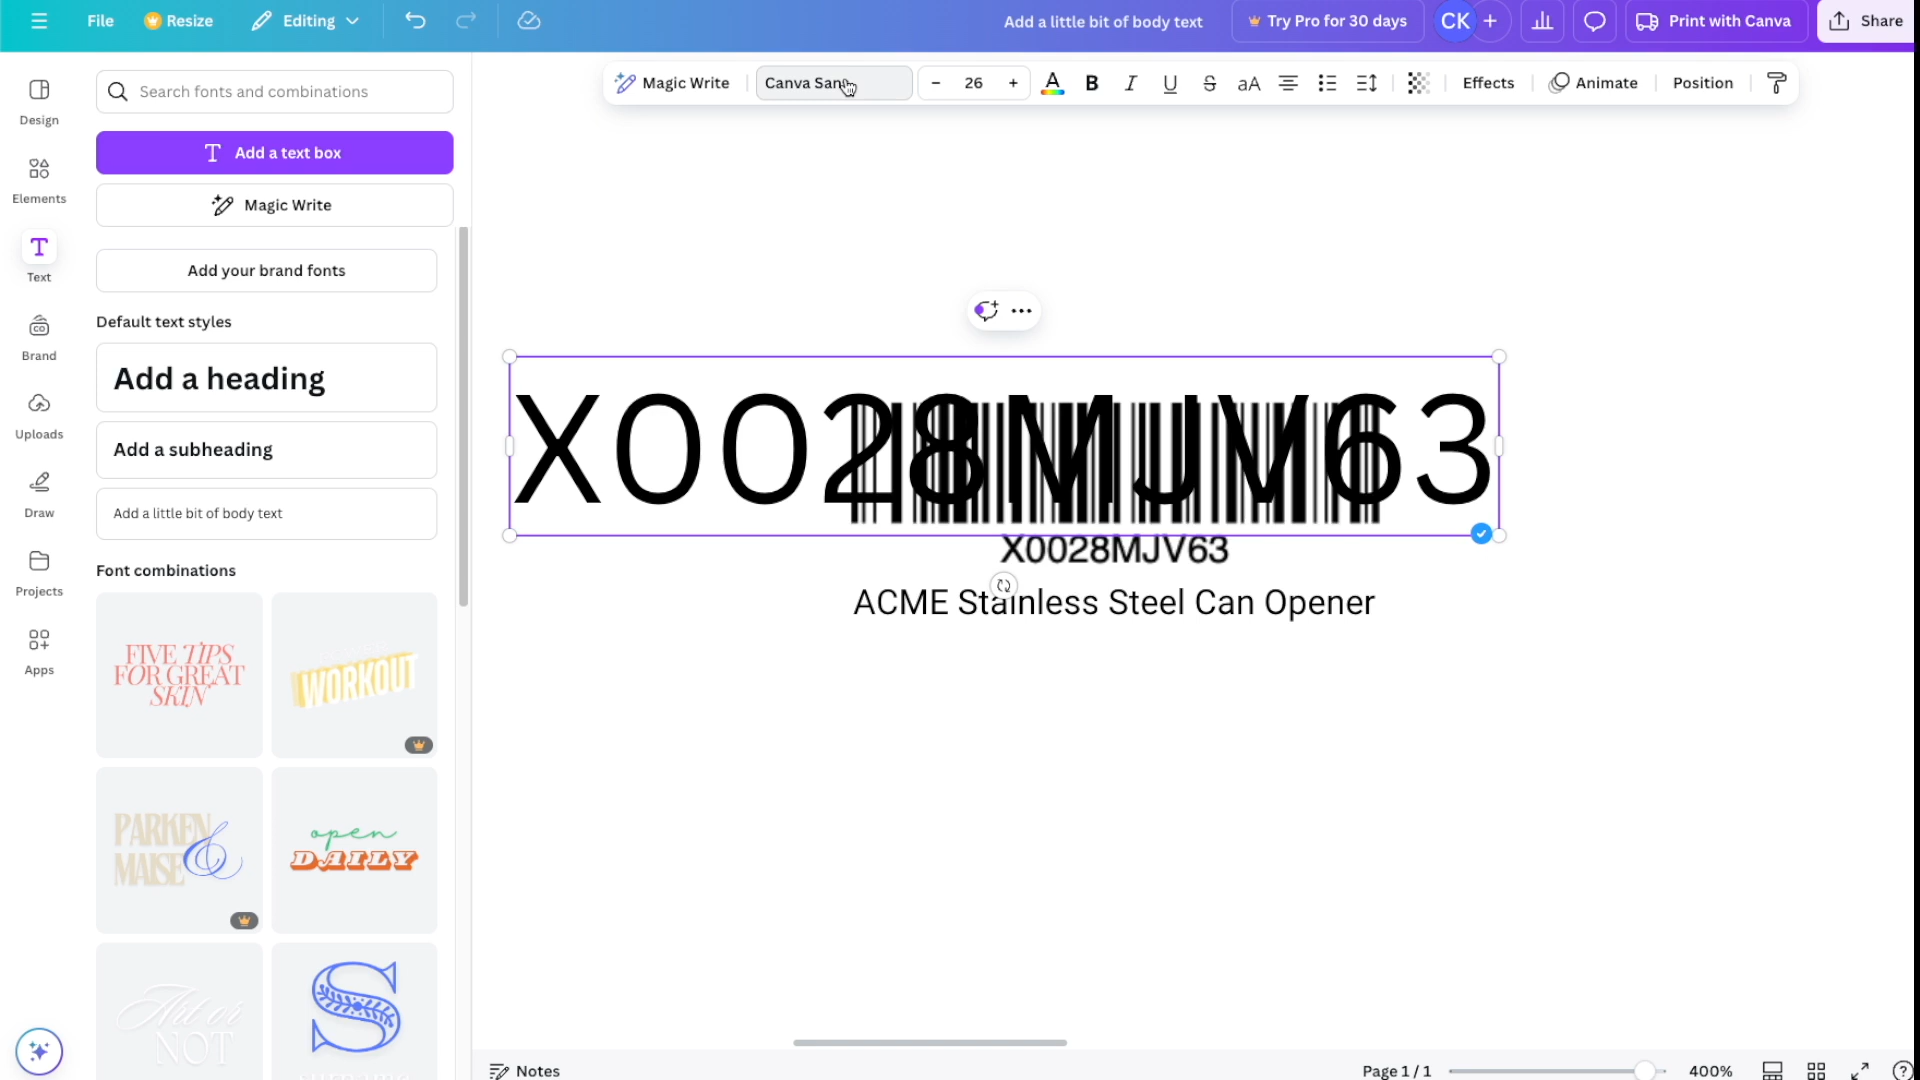 File
Resize
Editing
Add a little bit of body text
Try Pro for 30 days
CK
Print with Canva
Share
Magic Write
Canva Sans
26
B
I
U
S
aA
Effects
Animate
Position
Design
Elements
Text
Brand
Uploads
Draw
Projects
Apps
Search fonts and combinations
Add a text box
Magic Write
Add your brand fonts
Default text styles
Add a heading
Add a subheading
Add a little bit of body text
Font combinations
FIVE TIPS
FOR GREAT
SKIN
WORKOUT
PARKEN
MAISE &
open
DAILY
Art or
NOT
S
X0028MJV63
X0028MJV63
ACME Stainless Steel Can Opener
Notes
Page 1 / 1
400%